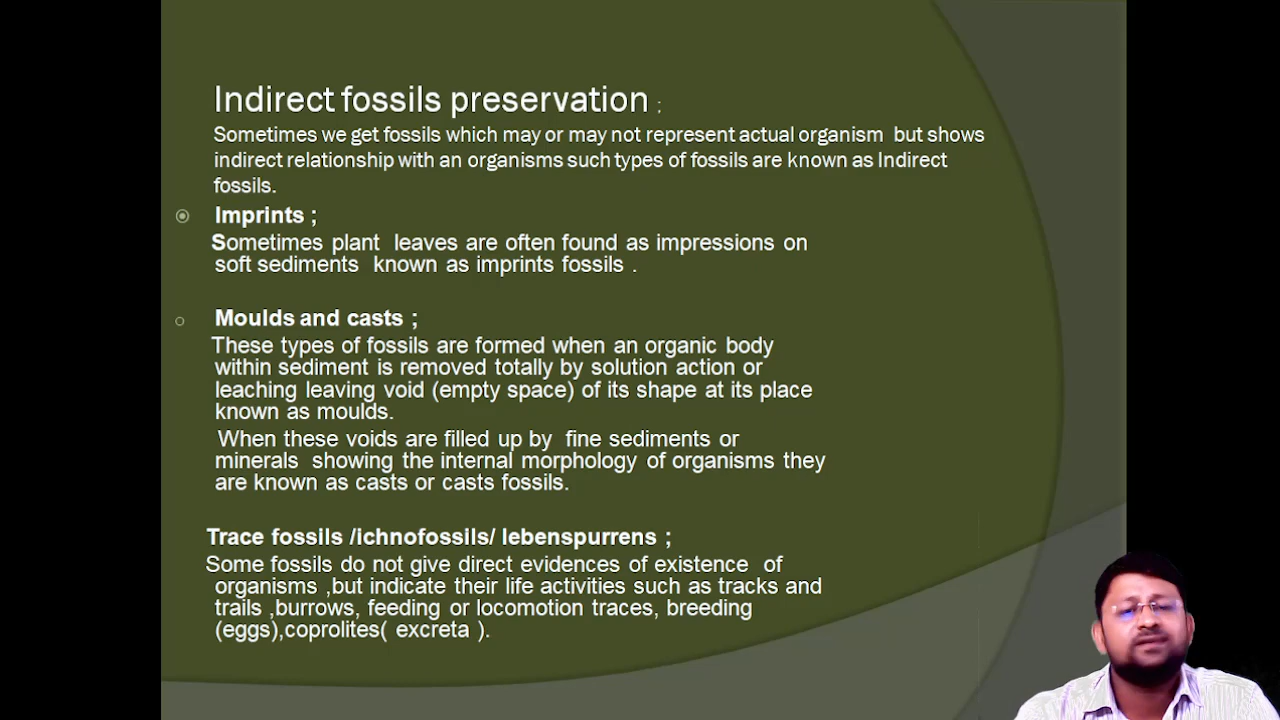 Indirect fossils preservation ;
Sometimes we get fossils which may or may not represent actual organism but shows
indirect relationship with an organisms such types of fossils are known as Indirect
fossils.
Imprints ;
Sometimes plant leaves are often found as impressions on
soft sediments known as imprints fossils .
Moulds and casts ;
These types of fossils are formed when an organic body
within sediment is removed totally by solution action or
leaching leaving void (empty space) of its shape at its place
known as moulds.
When these voids are filled up by fine sediments or
minerals showing the internal morphology of organisms they
are known as casts or casts fossils.
Trace fossils /ichnofossils/ lebenspurrens ;
Some fossils do not give direct evidences of existence of
organisms ,but indicate their life activities such as tracks and
trails ,burrows, feeding or locomotion traces, breeding
(eggs),coprolites( excreta ).